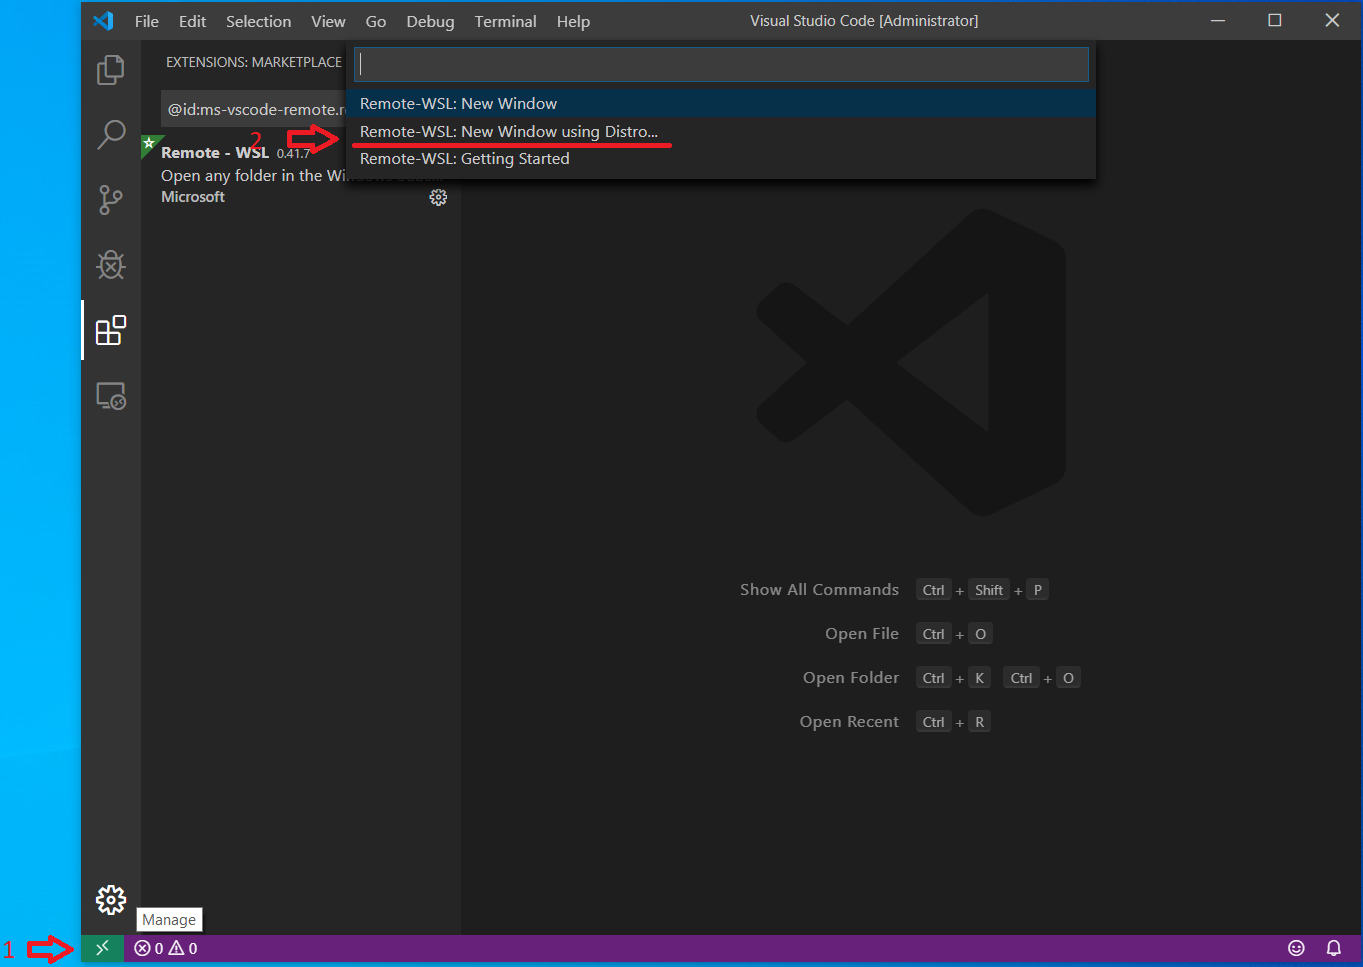 File Edit Selection View Go Debug Terminal Help Visual Studio Code [Administrator]
EXTENSIONS: MARKETPLACE
@id:ms-vscode-remote.r
Remote-WSL: New Window
2 Remote-WSL: New Window using Distro...
Remote-WSL: Getting Started
Remote - WSL 0.41.7
Open any folder in the
Microsoft
Show All Commands Ctrl + Shift + P
Open File Ctrl + O
Open Folder Ctrl + K Ctrl + O
Open Recent Ctrl + R
Manage
1 0 0